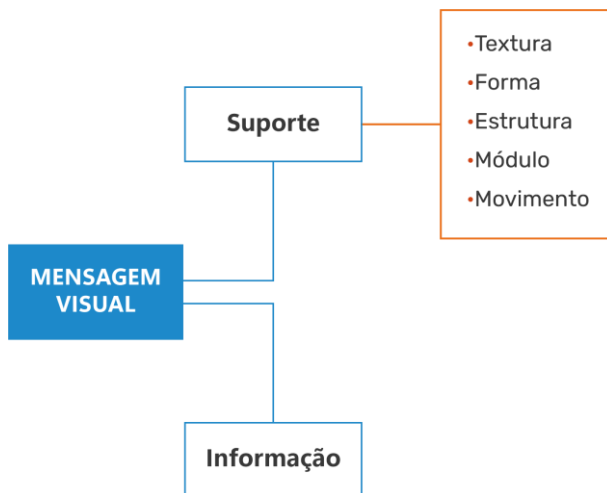 •Textura
•Forma
•Estrutura
•Módulo
•Movimento
Suporte
MENSAGEM
VISUAL
Informação